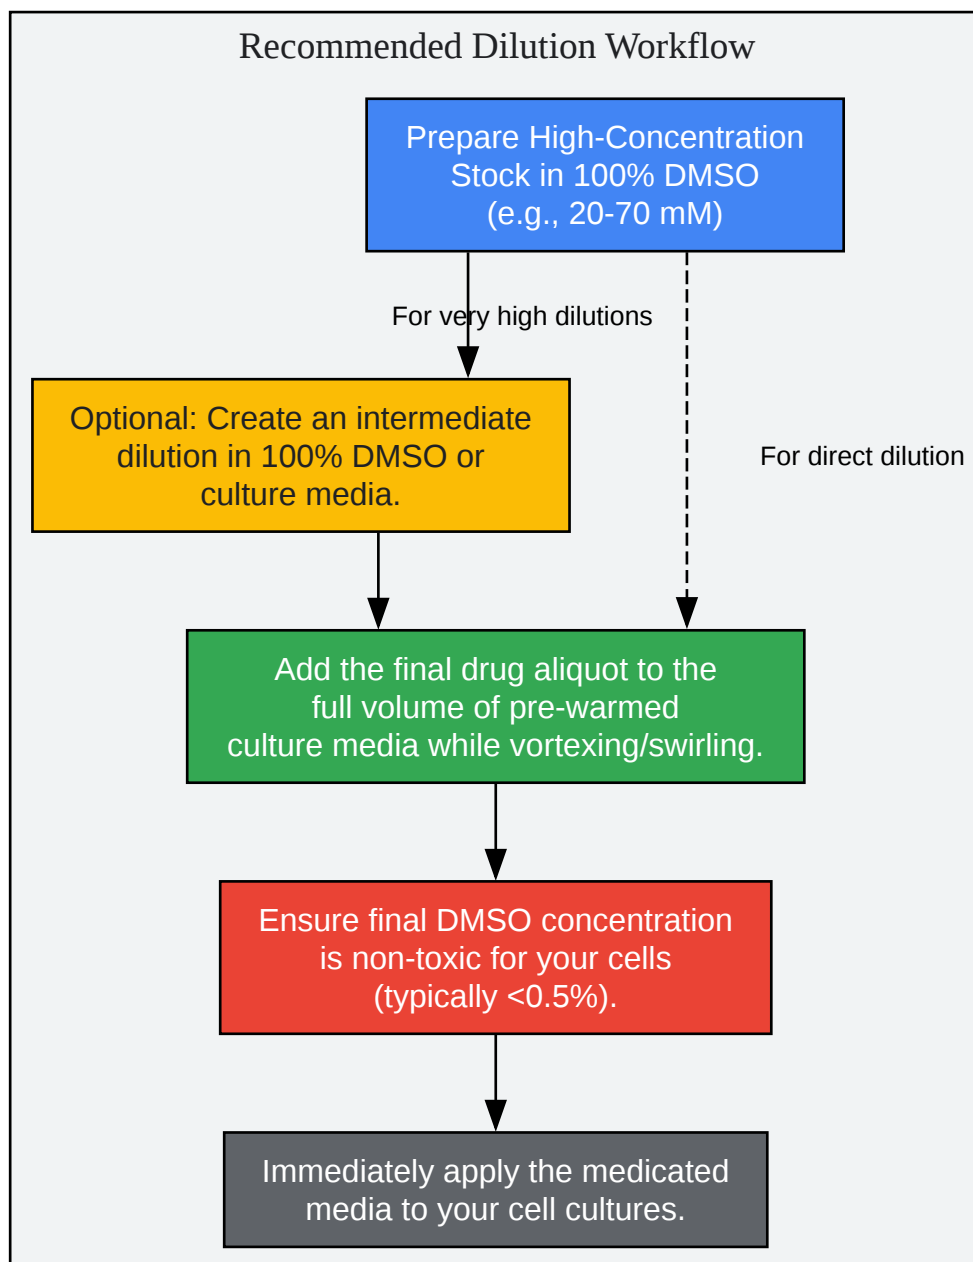 Recommended Dilution Workflow
Prepare High-Concentration
Stock in 100% DMSO
(e.g., 20-70 mM)
For very high dilutions
Optional: Create an intermediate
dilution in 100% DMSO or
culture media.
For direct dilution
Add the final drug aliquot to the
full volume of pre-warmed
culture media while vortexing/swirling.
Ensure final DMSO concentration
is non-toxic for your cells
(typically <0.5%).
Immediately apply the medicated
media to your cell cultures.